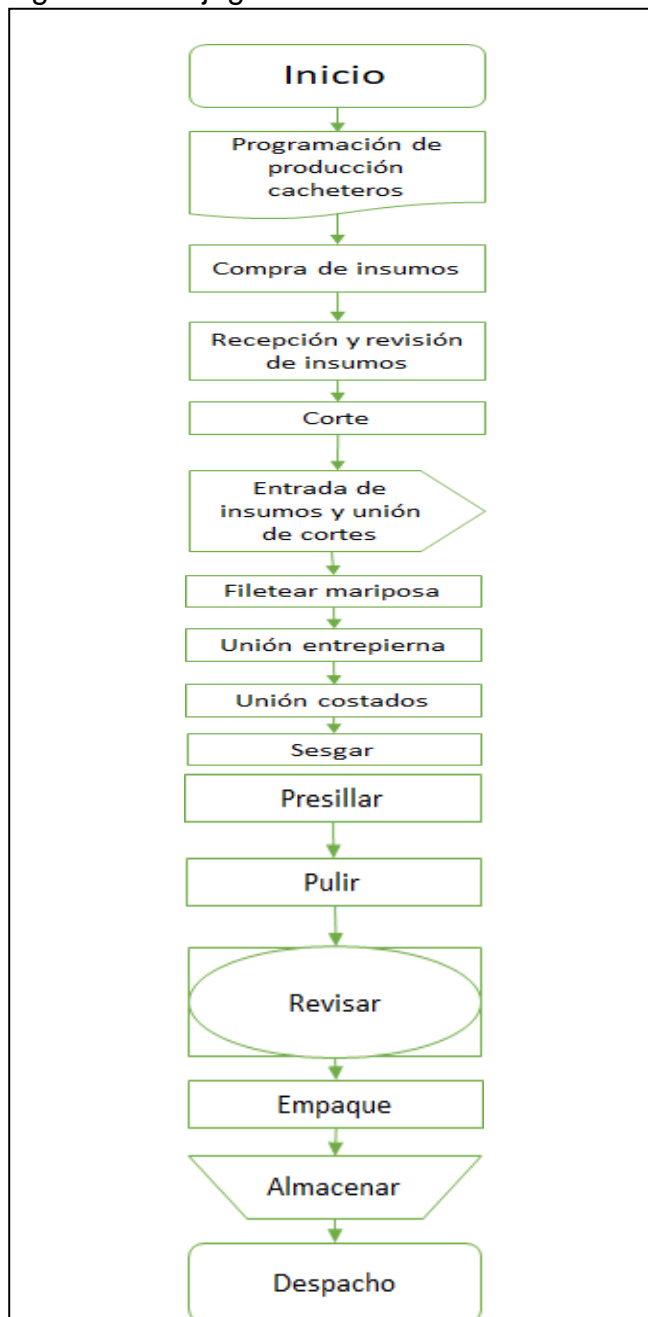 Inicio
Programación de
producción
cacheteros
Compra de insumos
Recepción y revisión
de insumos
Corte
Entrada de
insumos y unión
de cortes
Filetear mariposa
Unión entrepierna
Unión costados
Sesgar
Presillar
Pulir
Revisar
Empaque
Almacenar
Despacho